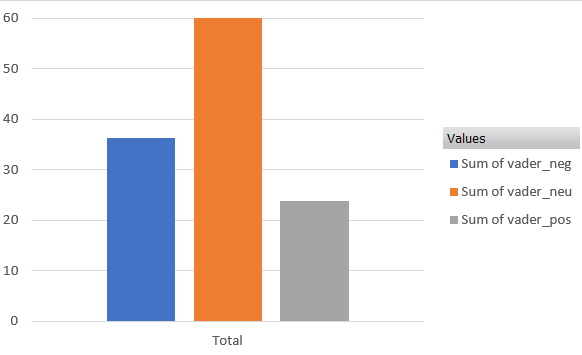 60
50
40
30
20
10
0
Total
Values
Sum of vader_neg
Sum of vader_neu
Sum of vader_pos